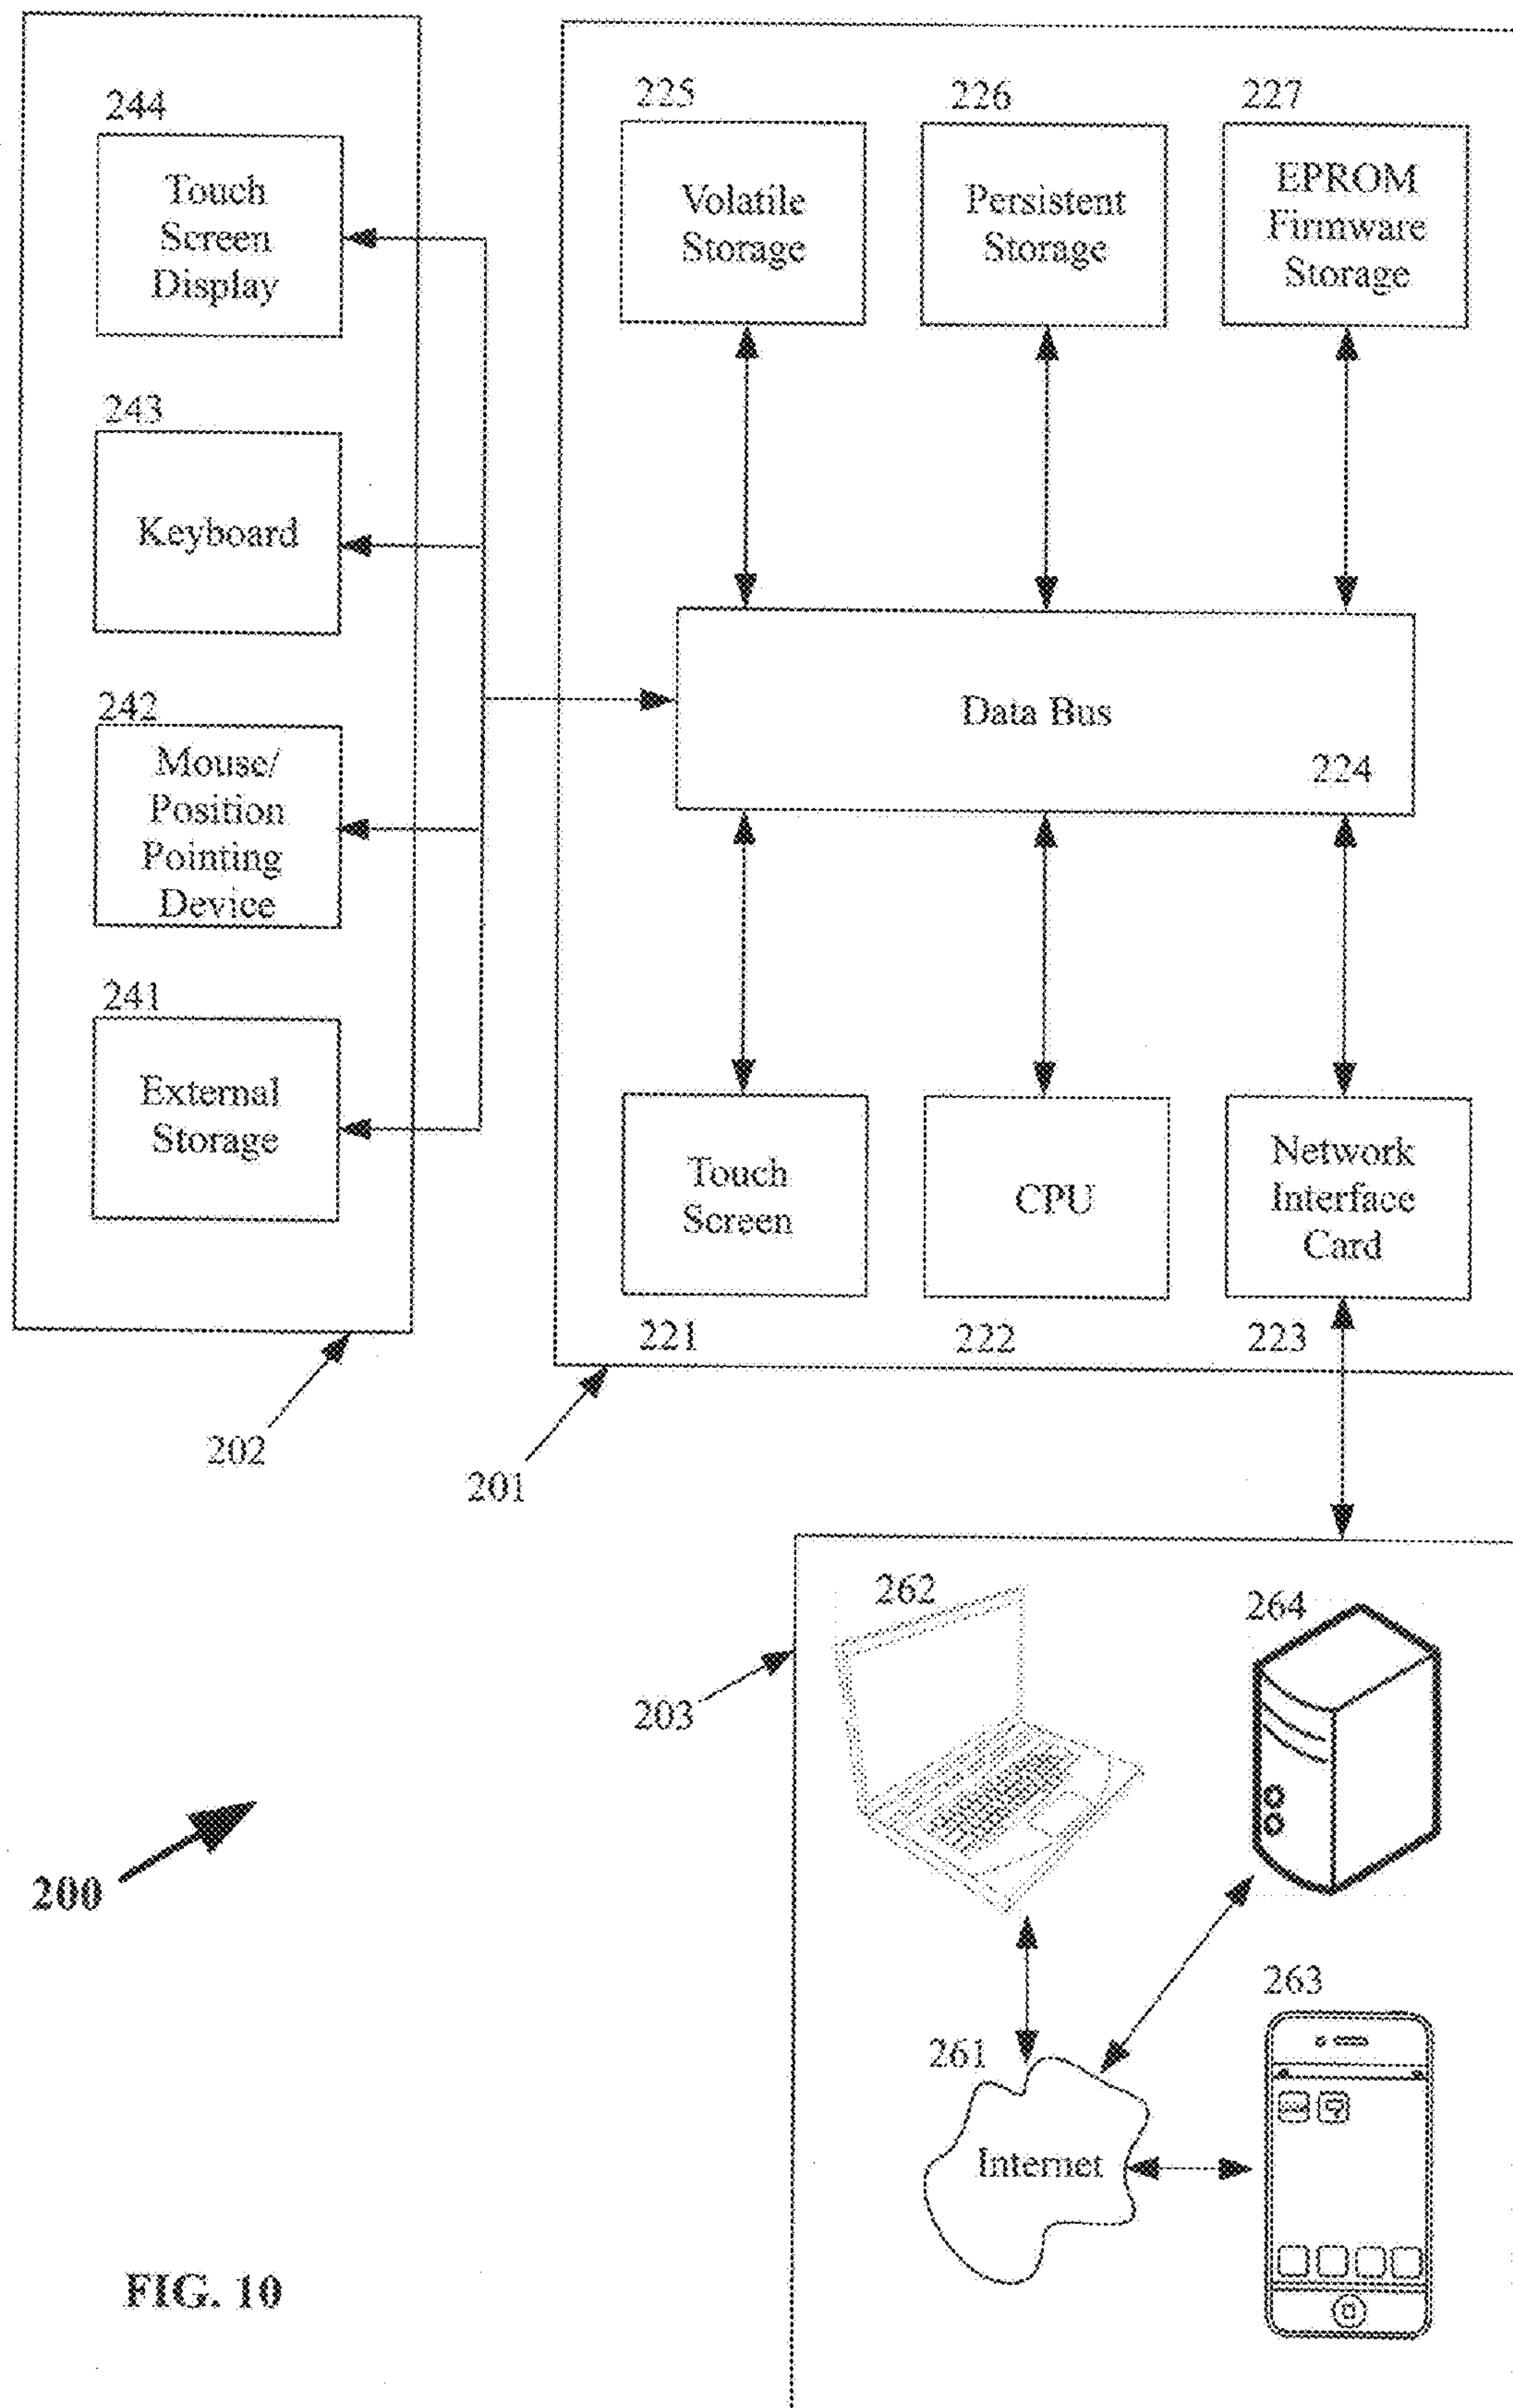 244
Touch
Screen
Display
243
Keyboard
242
Mouse/
Position
Pointing
Device
241
External
Storage
202
225
Volatile
Storage
226
Persistent
Storage
227
EPROM
Firmware
Storage
Data Bus
224
Touch
Screen
221
CPU
222
Network
Interface
Card
223
201
203
262
264
261
Internet
263
200
FIG. 10